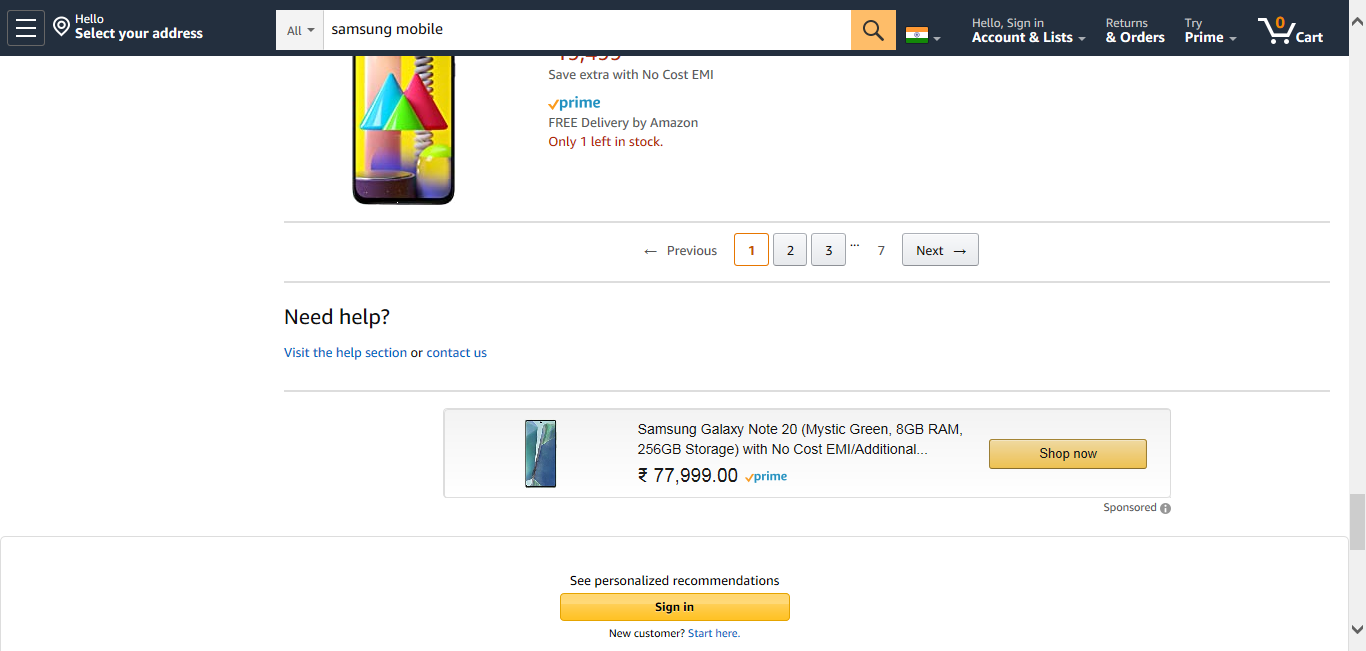 Hello
Select your address
All
samsung mobile
Hello, Sign in
Account & Lists
Returns
& Orders
Try
Prime
0
Cart
Save extra with No Cost EMI
prime
FREE Delivery by Amazon
Only 1 left in stock.
← Previous 1 2 3 ... 7 Next →
Need help?
Visit the help section or contact us
Samsung Galaxy Note 20 (Mystic Green, 8GB RAM,
256GB Storage) with No Cost EMI/Additional...
₹ 77,999.00 prime
Shop now
Sponsored
See personalized recommendations
Sign in
New customer? Start here.